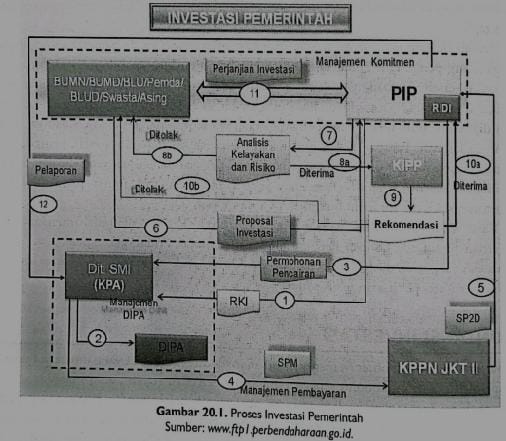 INVESTASI PEMERINTAH
Manajemen Komitmen
BUMN/BUMD/BLU/Pemda/
BLUD/Swasta/Asing
Perjanjian Investasi
11
PIP
RDI
Ditolak
8b
Analisis
Kelayakan
dan Risiko
7
8a
Diterima
KIPP
10a
Diterima
Pelaporan
12
Ditolak
10b
9
Rekomendasi
6
Proposal
Investasi
Permohonan
Pencairan
3
Dit SMI
(KPA)
Manajemen
DIPA
RKI
1
5
SP2D
2
DIPA
SPM
4
Manajemen Pembayaran
KPPN JKT II
Gambar 20.1. Proses Investasi Pemerintah
Sumber: www.ftp1.perbendaharaan.go.id.